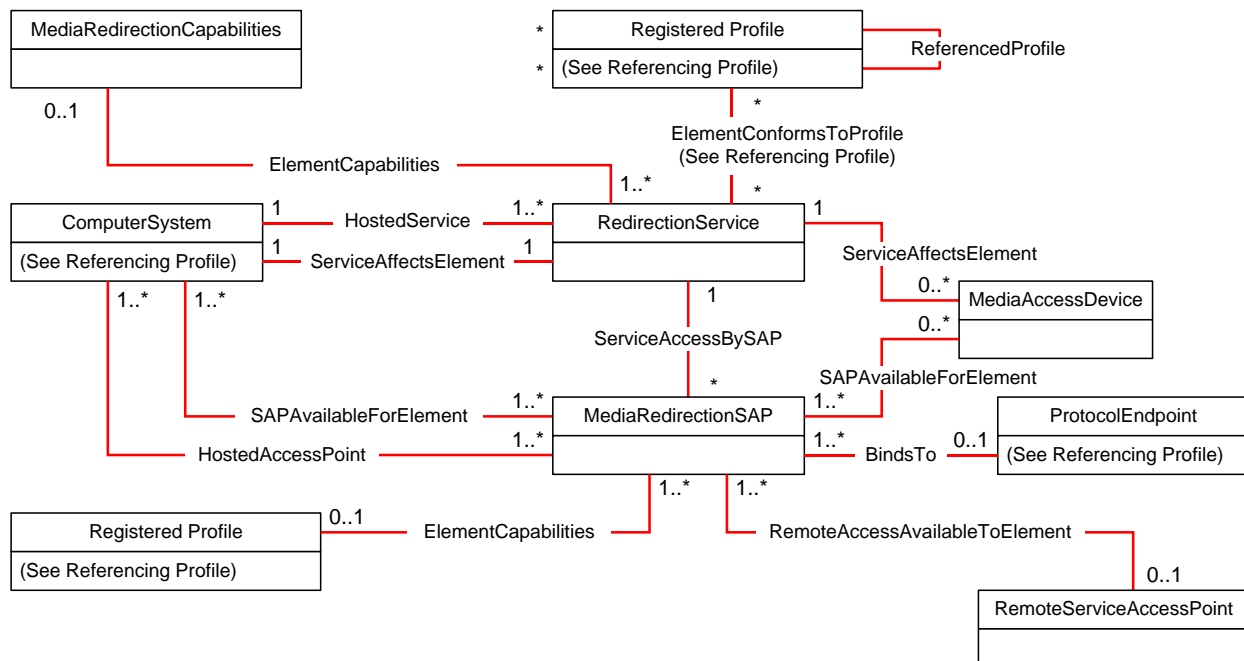 MediaRedirectionCapabilities
* Registered Profile
* (See Referencing Profile)
ReferencedProfile
0..1
*
ElementConformsToProfile
(See Referencing Profile)
ElementCapabilities
1..*
*
ComputerSystem
(See Referencing Profile)
1 HostedService 1..*
1 ServiceAffectsElement 1
RedirectionService
1
ServiceAffectsElement
0..*
MediaAccessDevice
1..* 1..*
1
0..*
ServiceAccessBySAP
SAPAvailableForElement
*
SAPAvailableForElement 1..*
MediaRedirectionSAP
1..*
ProtocolEndpoint
(See Referencing Profile)
HostedAccessPoint 1..*
1..* BindsTo 0..1
1..* 1..*
Registered Profile
(See Referencing Profile)
0..1 ElementCapabilities
RemoteAccessAvailableToElement
0..1
RemoteServiceAccessPoint